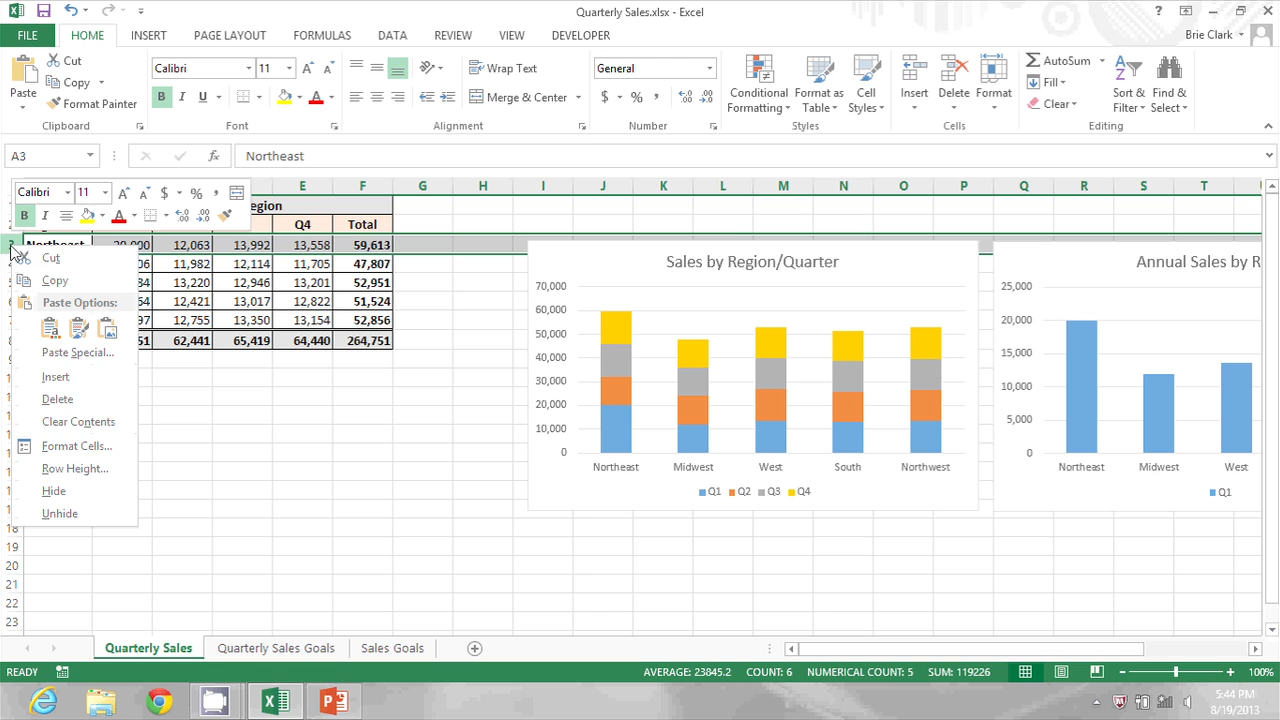 Quarterly Sales.xlsx - Excel
?
FILE HOME INSERT PAGE LAYOUT FORMULAS DATA REVIEW VIEW DEVELOPER Brie Clark
Paste Cut Copy Format Painter
Calibri 11
B I U
Wrap Text
Merge & Center
General
$ % ,
Conditional Formatting
Format as Table
Cell Styles
Insert Delete Format
AutoSum
Fill
Clear
Sort & Filter
Find & Select
Clipboard Font Alignment Number Styles Cells Editing
A3 fx Northeast
Calibri 11 A A $ % ,
B I A
E F G H I J K L M N O P Q R S T
egion
Q4 Total
3 Northeast 20,000 12,063 13,992 13,558 59,613
06 11,982 12,114 11,705 47,807
84 13,220 12,946 13,201 52,951
64 12,421 13,017 12,822 51,524
97 12,755 13,350 13,154 52,856
51 62,441 65,419 64,440 264,751
Cut
Copy
Paste Options:
Paste Special...
Insert
Delete
Clear Contents
Format Cells...
Row Height...
Hide
Unhide
18
19
20
21
22
23
Sales by Region/Quarter
70,000
60,000
50,000
40,000
30,000
20,000
10,000
0
Northeast Midwest West South Northwest
Q1 Q2 Q3 Q4
Annual Sales by R
25,000
20,000
15,000
10,000
5,000
0
Northeast Midwest West
Q1
Quarterly Sales Quarterly Sales Goals Sales Goals
READY AVERAGE: 23845.2 COUNT: 6 NUMERICAL COUNT: 5 SUM: 119226 100%
5:44 PM
8/19/2013